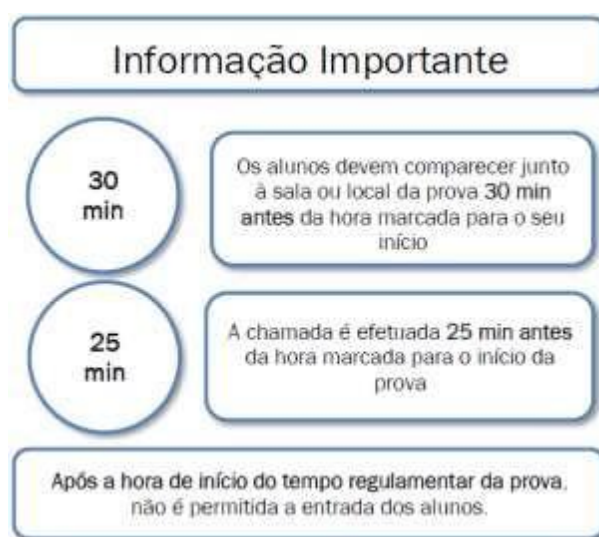 Informação Importante
30
min
Os alunos devem comparecer junto
à sala ou local da prova 30 min
antes da hora marcada para o seu
início
25
min
A chamada é efetuada 25 min antes
da hora marcada para o início da
prova
Após a hora de início do tempo regulamentar da prova,
não é permitida a entrada dos alunos.